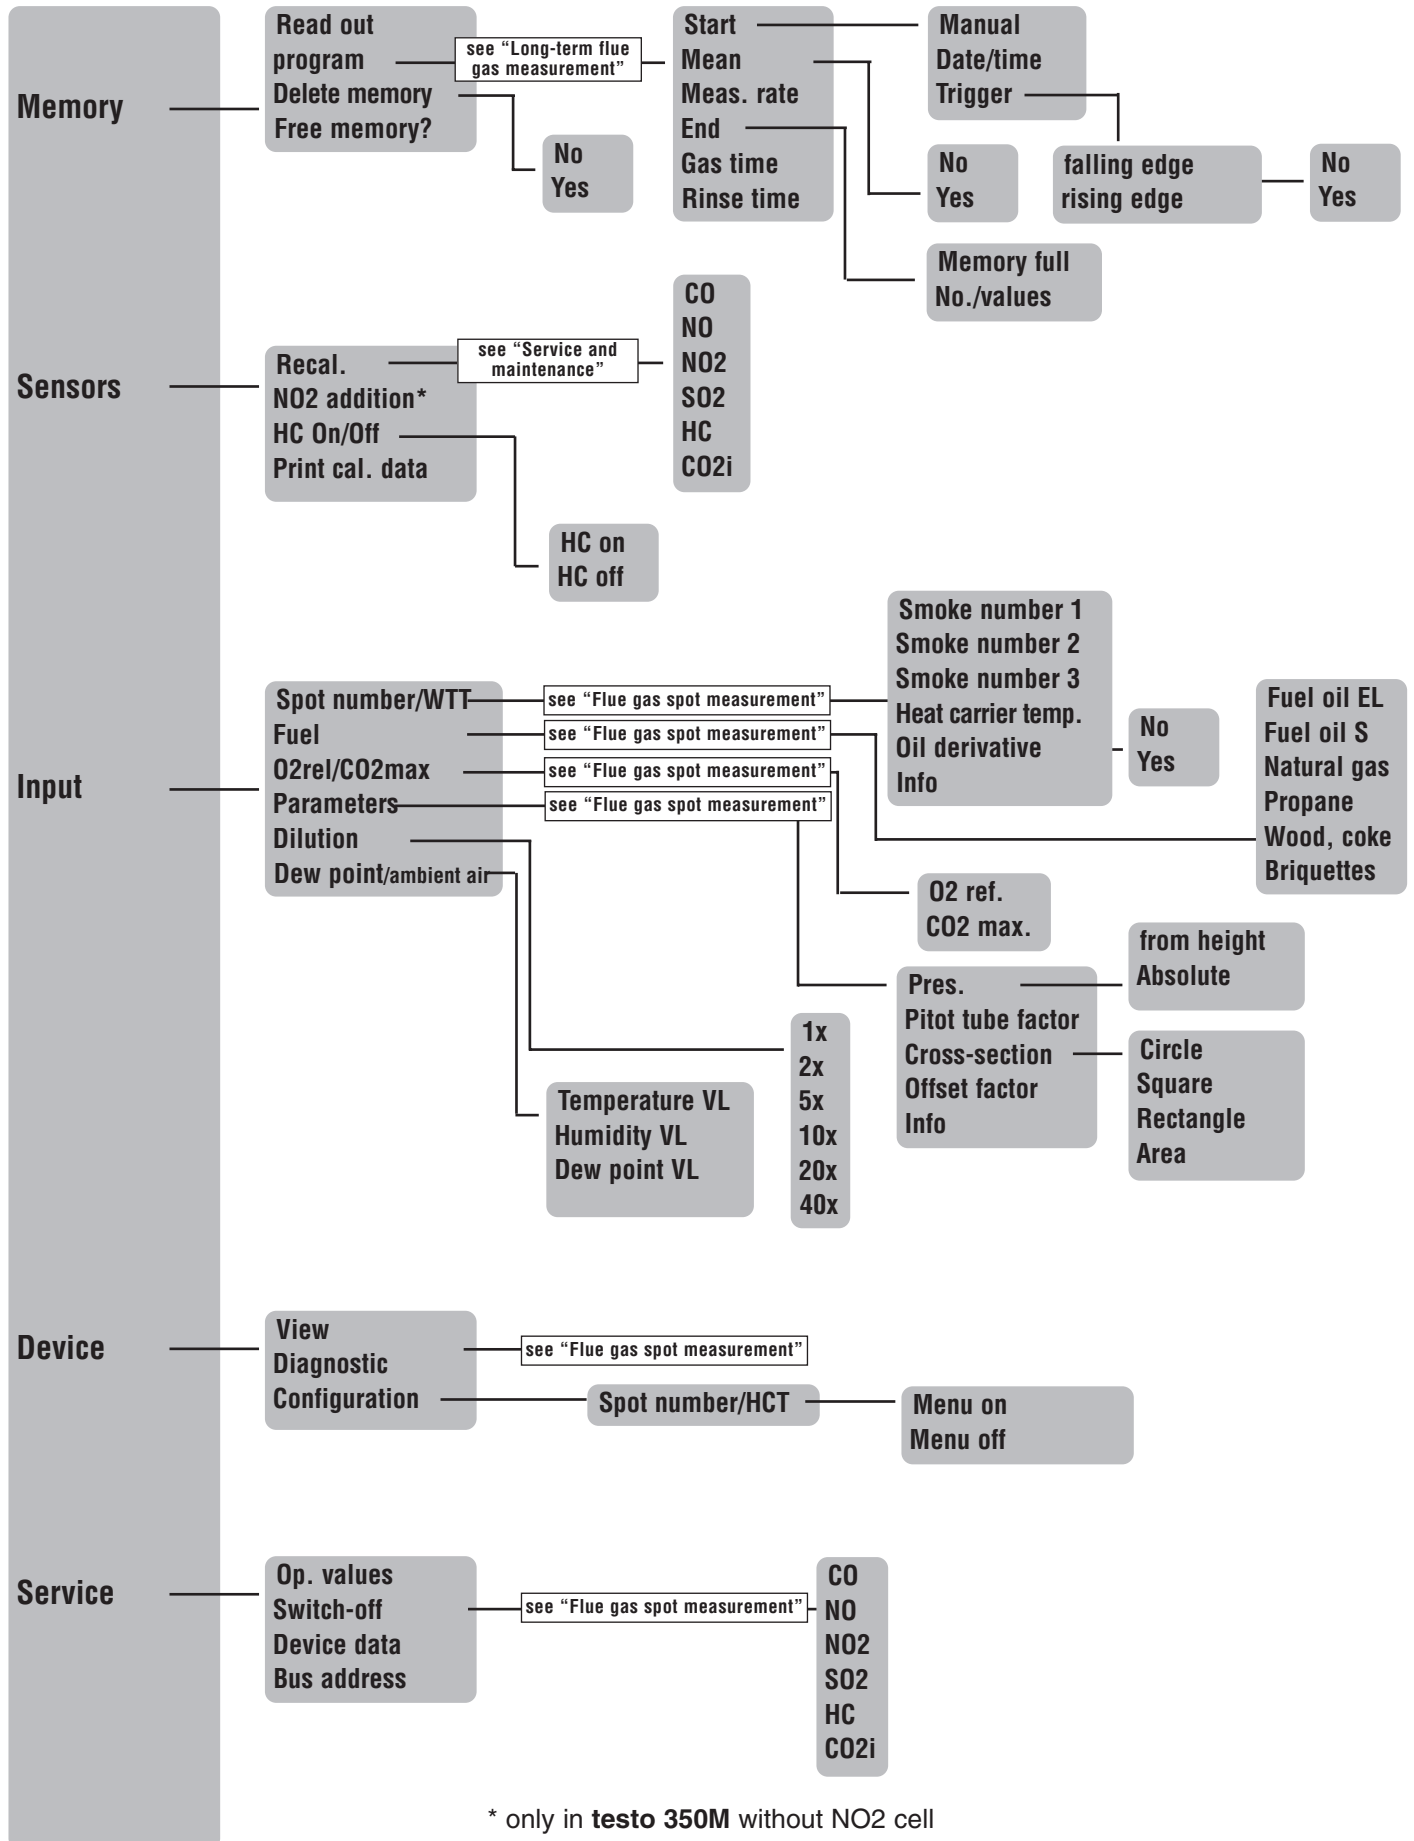 Memory
Read out
program
Delete memory
Free memory?
see “Long-term flue
gas measurement”
No
Yes
Start
Mean
Meas. rate
End
Gas time
Rinse time
Manual
Date/time
Trigger
No
Yes
falling edge
rising edge
No
Yes
Memory full
No./values
Sensors
Recal.
NO2 addition*
HC On/Off
Print cal. data
see “Service and
maintenance”
CO
NO
NO2
SO2
HC
CO2i
HC on
HC off
Input
Spot number/WTT
Fuel
O2rel/CO2max
Parameters
Dilution
Dew point/ambient air
see “Flue gas spot measurement”
see “Flue gas spot measurement”
see “Flue gas spot measurement”
see “Flue gas spot measurement”
Smoke number 1
Smoke number 2
Smoke number 3
Heat carrier temp.
Oil derivative
Info
No
Yes
Fuel oil EL
Fuel oil S
Natural gas
Propane
Wood, coke
Briquettes
O2 ref.
CO2 max.
Pres.
Pitot tube factor
Cross-section
Offset factor
Info
from height
Absolute
Circle
Square
Rectangle
Area
1x
2x
5x
10x
20x
40x
Temperature VL
Humidity VL
Dew point VL
Device
View
Diagnostic
Configuration
see “Flue gas spot measurement”
Spot number/HCT
Menu on
Menu off
Service
Op. values
Switch-off
Device data
Bus address
see “Flue gas spot measurement”
CO
NO
NO2
SO2
HC
CO2i
* only in testo 350M without NO2 cell